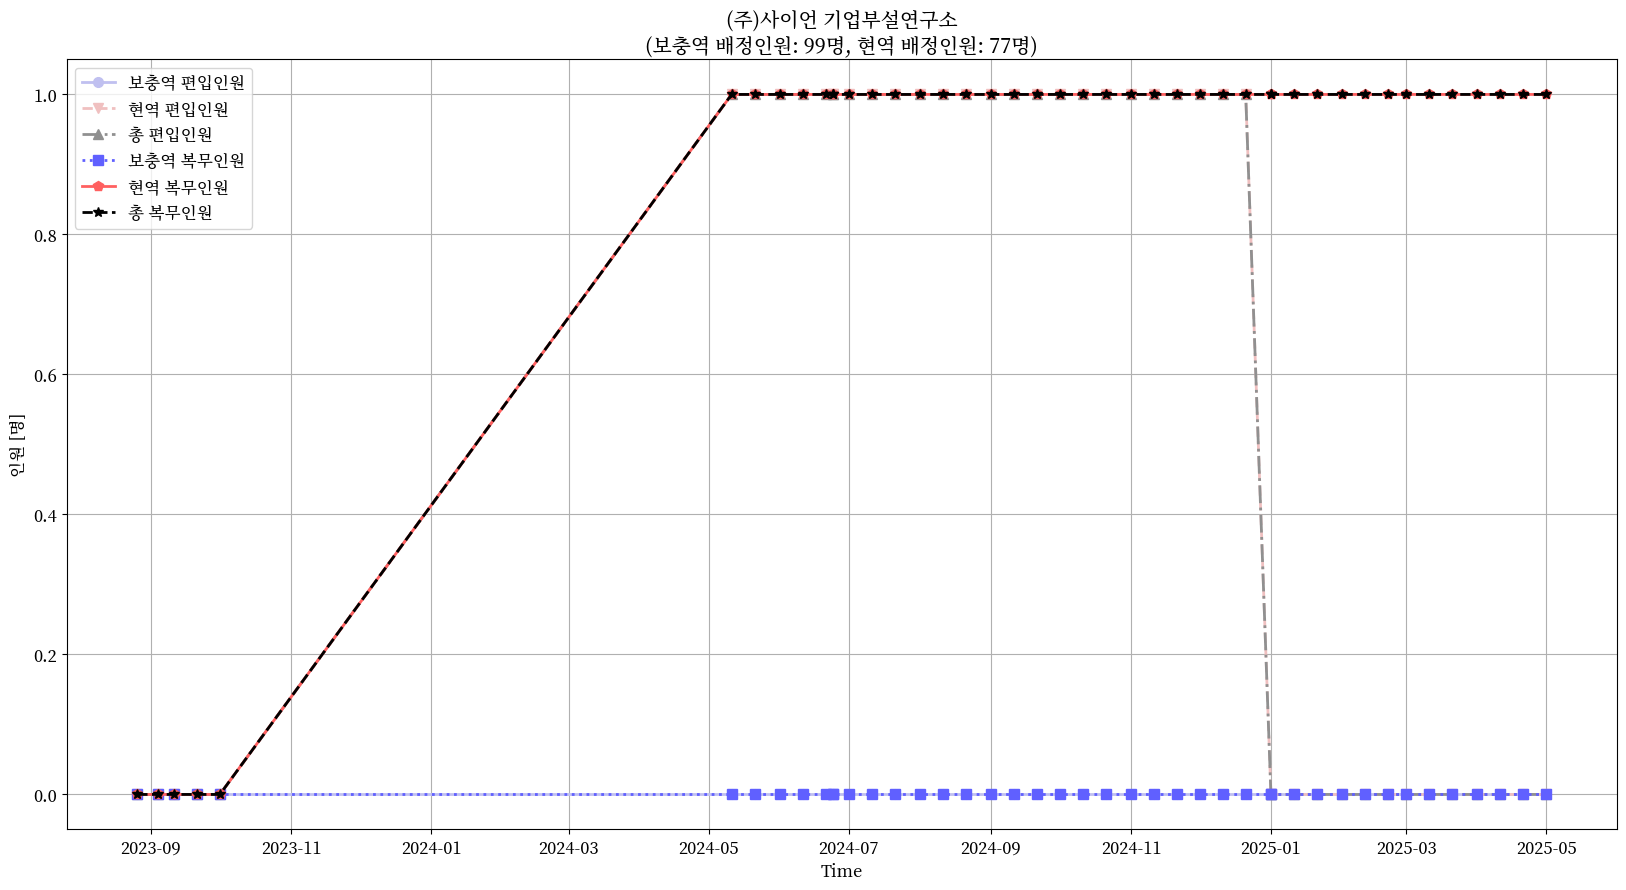 (주)사이언 기업부설연구소
(보충역 배정인원: 99명, 현역 배정인원: 77명)
보충역 편입인원
현역 편입인원
총 편입인원
보충역 복무인원
현역 복무인원
총 복무인원
1.0
0.8
0.6
0.4
0.2
0.0
인원 [명]
2023-09 2023-11 2024-01 2024-03 2024-05 2024-07 2024-09 2024-11 2025-01 2025-03 2025-05
Time